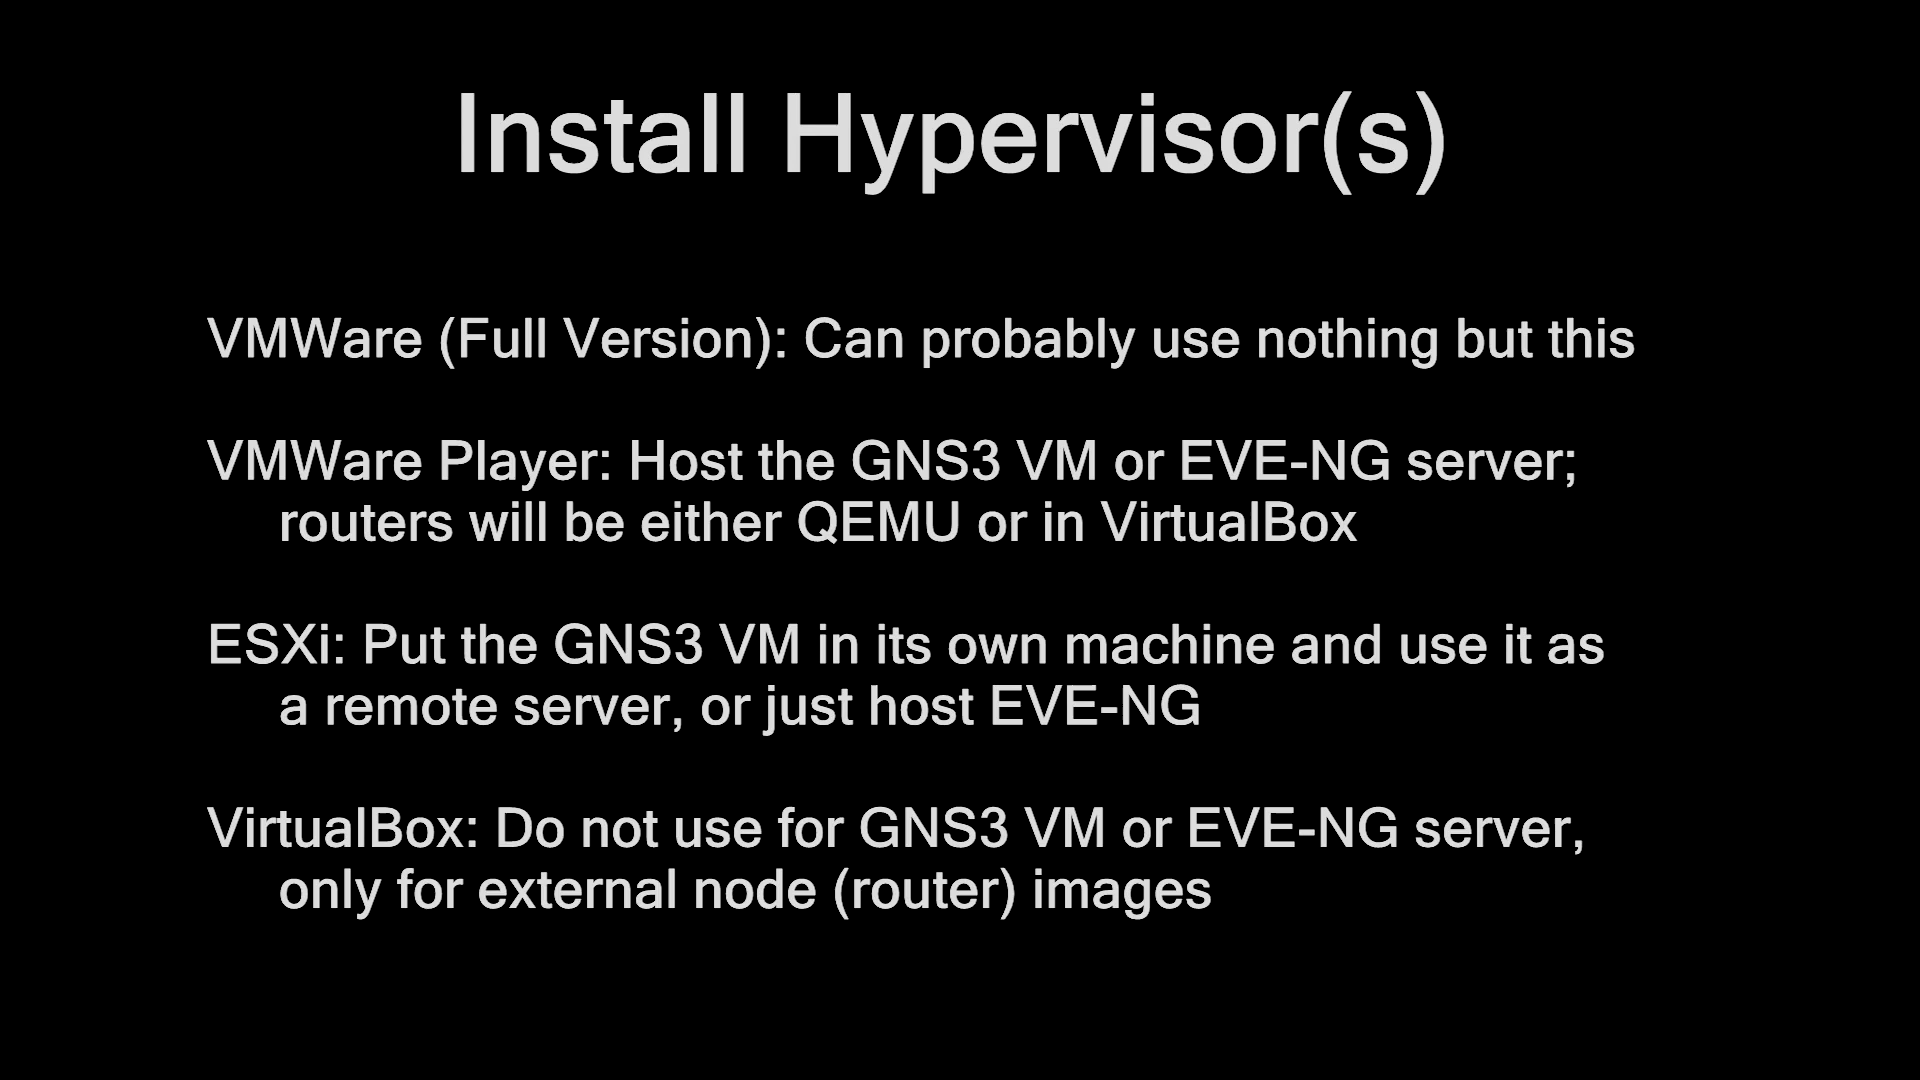 Install Hypervisor(s)
VMWare (Full Version): Can probably use nothing but this
VMWare Player: Host the GNS3 VM or EVE-NG server;
routers will be either QEMU or in VirtualBox
ESXi: Put the GNS3 VM in its own machine and use it as
a remote server, or just host EVE-NG
VirtualBox: Do not use for GNS3 VM or EVE-NG server,
only for external node (router) images